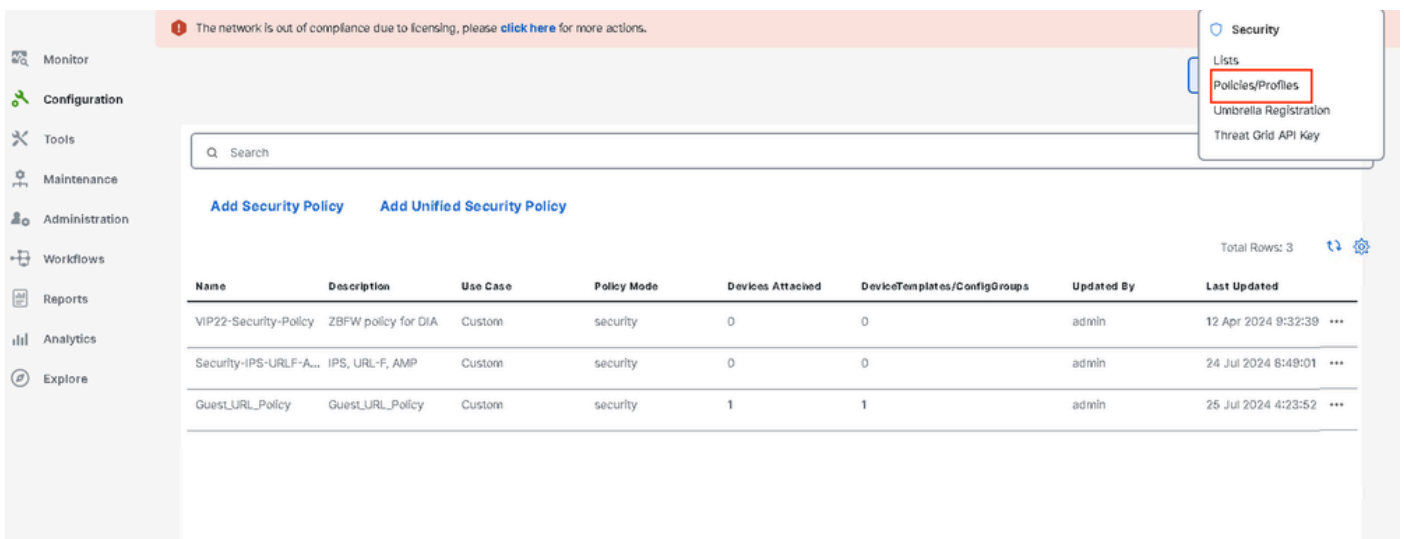 The network is out of compliance due to licensing, please click here for more actions.
Security
Lists
Policies/Profiles
Umbrella Registration
Threat Grid API Key
Monitor
Configuration
Tools
Maintenance
Administration
Workflows
Reports
Analytics
Explore
Search
Add Security Policy Add Unified Security Policy
Total Rows: 3
Name Description Use Case Policy Mode Devices Attached DeviceTemplates/ConfigGroups Updated By Last Updated
VIP22-Security-Policy ZBFW policy for DIA Custom security 0 0 admin 12 Apr 2024 9:32:39 •••
Security-IPS-URLF-A... IPS, URL-F, AMP Custom security 0 0 admin 24 Jul 2024 8:49:01 •••
Guest_URL_Policy Guest_URL_Policy Custom security 1 1 admin 25 Jul 2024 4:23:52 •••